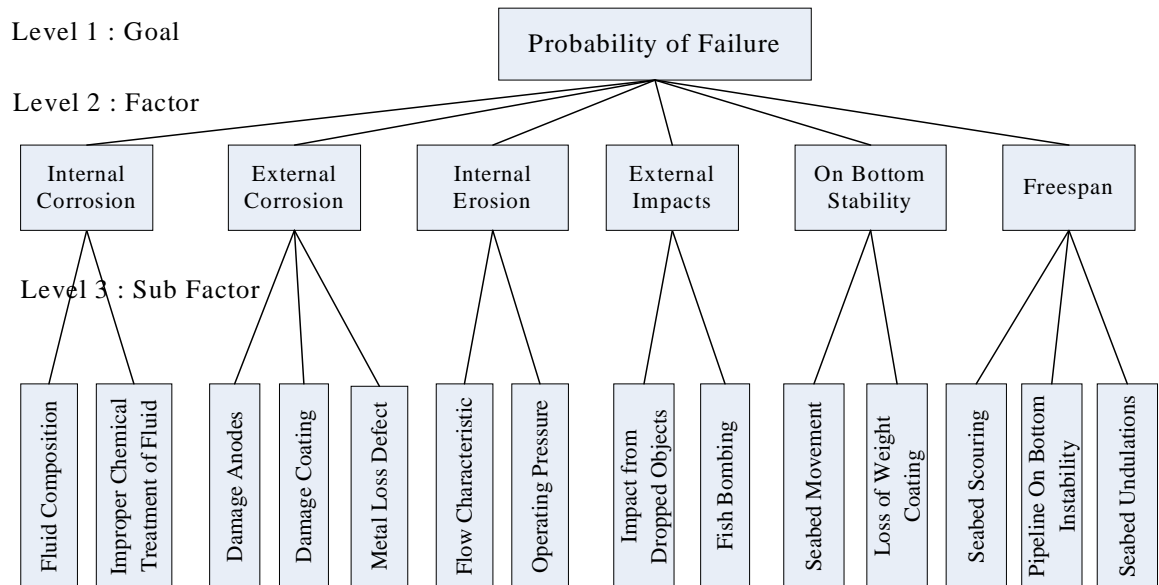 Level 1 : Goal
Probability of Failure
Level 2 : Factor
Internal
Corrosion
External
Corrosion
Internal
Erosion
External
Impacts
On Bottom
Stability
Freespan
Level 3 : Sub Factor
Fluid Composition
Improper Chemical
Treatment of Fluid
Damage Anodes
Damage Coating
Metal Loss Defect
Flow Characteristic
Operating Pressure
Impact from
Dropped Objects
Fish Bombing
Seabed Movement
Loss of Weight
Coating
Seabed Scouring
Pipeline On Bottom
Instability
Seabed Undulations